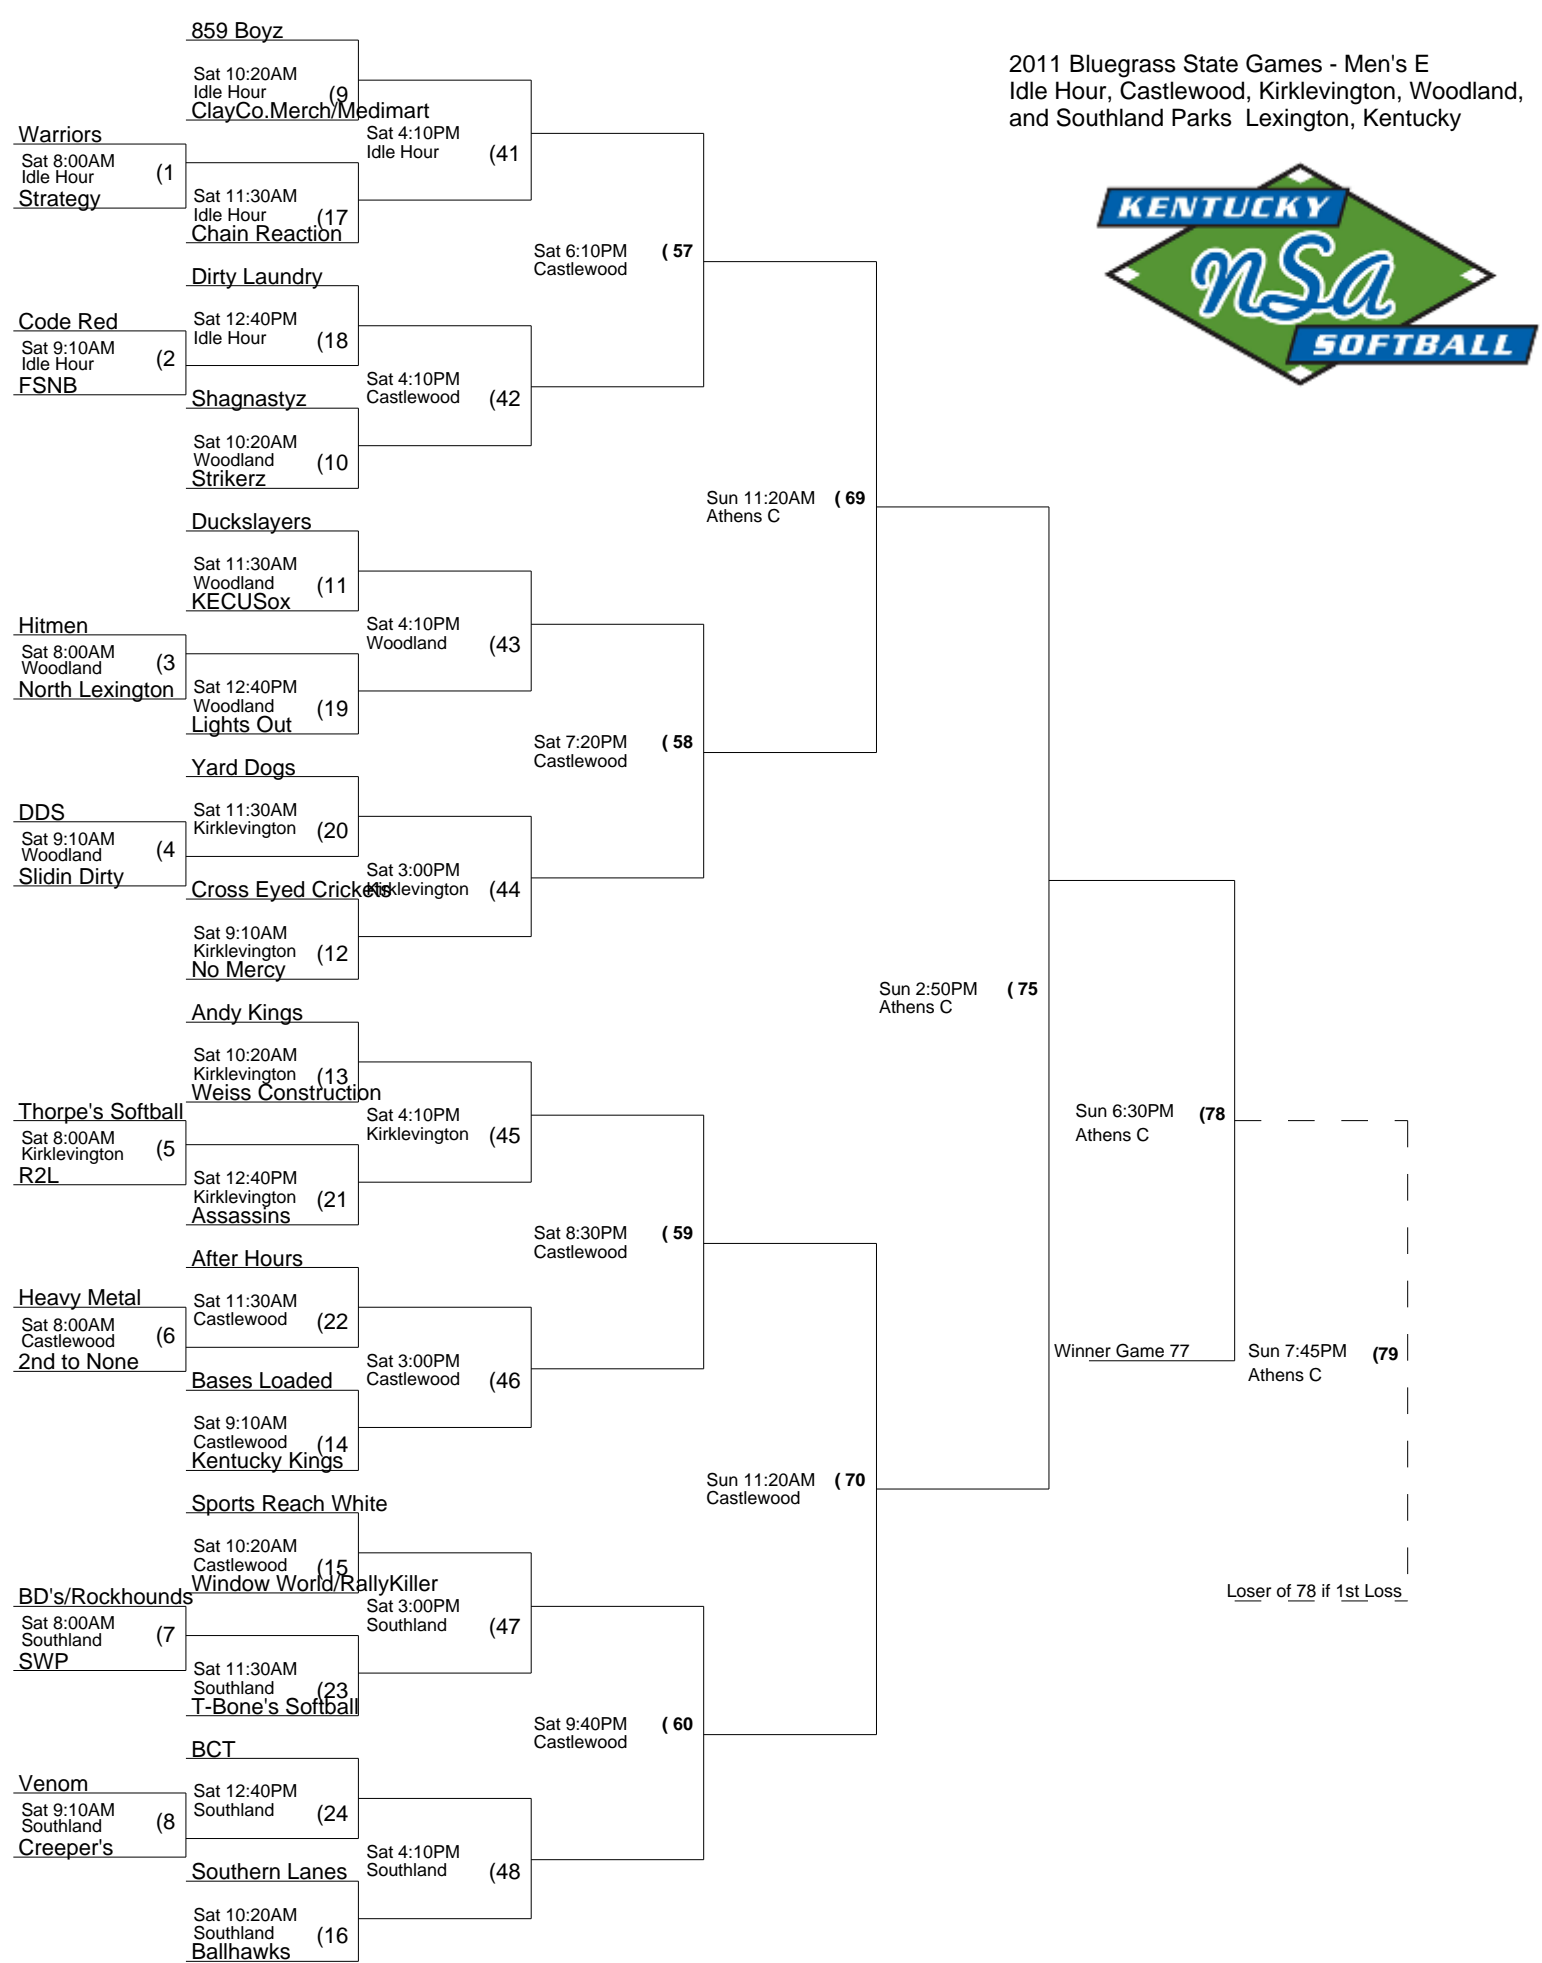 859 Boyz
Sat 10:20AM
Idle Hour (9
ClayCo.Merch/Medimart
2011 Bluegrass State Games - Men's E
Idle Hour, Castlewood, Kirklevington, Woodland,
and Southland Parks Lexington, Kentucky
KENTUCKY
NSA
SOFTBALL
Warriors
Sat 8:00AM
Idle Hour (1
Strategy
Sat 4:10PM
Idle Hour (41
Sat 11:30AM
Idle Hour (17
Chain Reaction
Sat 6:10PM ( 57
Castlewood
Dirty Laundry
Sat 12:40PM
Idle Hour (18
Code Red
Sat 9:10AM
Idle Hour (2
FSNB
Sat 4:10PM
Castlewood (42
Shagnastyz
Sat 10:20AM
Woodland (10
Strikerz
Sun 11:20AM ( 69
Athens C
Duckslayers
Sat 11:30AM
Woodland (11
KECUSox
Hitmen
Sat 8:00AM
Woodland (3
North Lexington
Sat 4:10PM
Woodland (43
Sat 12:40PM
Woodland (19
Lights Out
Sat 7:20PM ( 58
Castlewood
Yard Dogs
Sat 11:30AM
Kirklevington (20
DDS
Sat 9:10AM
Woodland (4
Slidin Dirty
Sat 3:00PM
Kirklevington (44
Cross Eyed Crickets
Sat 9:10AM
Kirklevington (12
No Mercy
Sun 2:50PM ( 75
Athens C
Andy Kings
Sat 10:20AM
Kirklevington (13
Weiss Construction
Thorpe's Softball
Sat 8:00AM
Kirklevington (5
R2L
Sat 4:10PM
Kirklevington (45
Sun 6:30PM (78
Athens C
Sat 12:40PM
Kirklevington (21
Assassins
Sat 8:30PM ( 59
Castlewood
After Hours
Sat 11:30AM
Castlewood (22
Heavy Metal
Sat 8:00AM
Castlewood (6
2nd to None
Sat 3:00PM
Castlewood (46
Winner Game 77
Sun 7:45PM (79
Athens C
Bases Loaded
Sat 9:10AM
Castlewood (14
Kentucky Kings
Sun 11:20AM ( 70
Castlewood
Sports Reach White
Sat 10:20AM
Castlewood (15
Window World/RallyKiller
BD's/Rockhounds
Sat 8:00AM
Southland (7
SWP
Sat 3:00PM
Southland (47
Loser of 78 if 1st Loss
Sat 11:30AM
Southland (23
T-Bone's Softball
Sat 9:40PM ( 60
Castlewood
BCT
Sat 12:40PM
Southland (24
Venom
Sat 9:10AM
Southland (8
Creeper's
Sat 4:10PM
Southland (48
Southern Lanes
Sat 10:20AM
Southland (16
Ballhawks